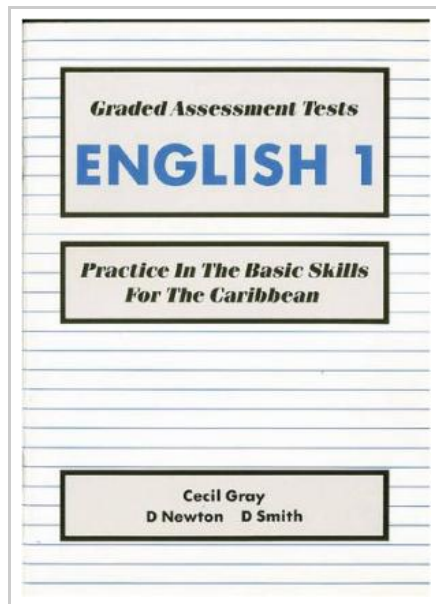 Graded Assessment Tests
ENGLISH 1
Practice In The Basic Skills
For The Caribbean
Cecil Gray
D Newton D Smith